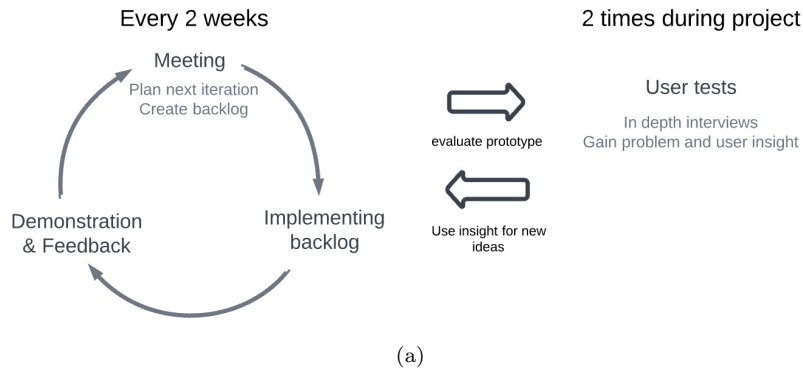 Every 2 weeks
2 times during project
Meeting
Plan next iteration
Create backlog
Implementing
backlog
Demonstration
& Feedback
evaluate prototype
Use insight for new
ideas
User tests
In depth interviews
Gain problem and user insight
(a)